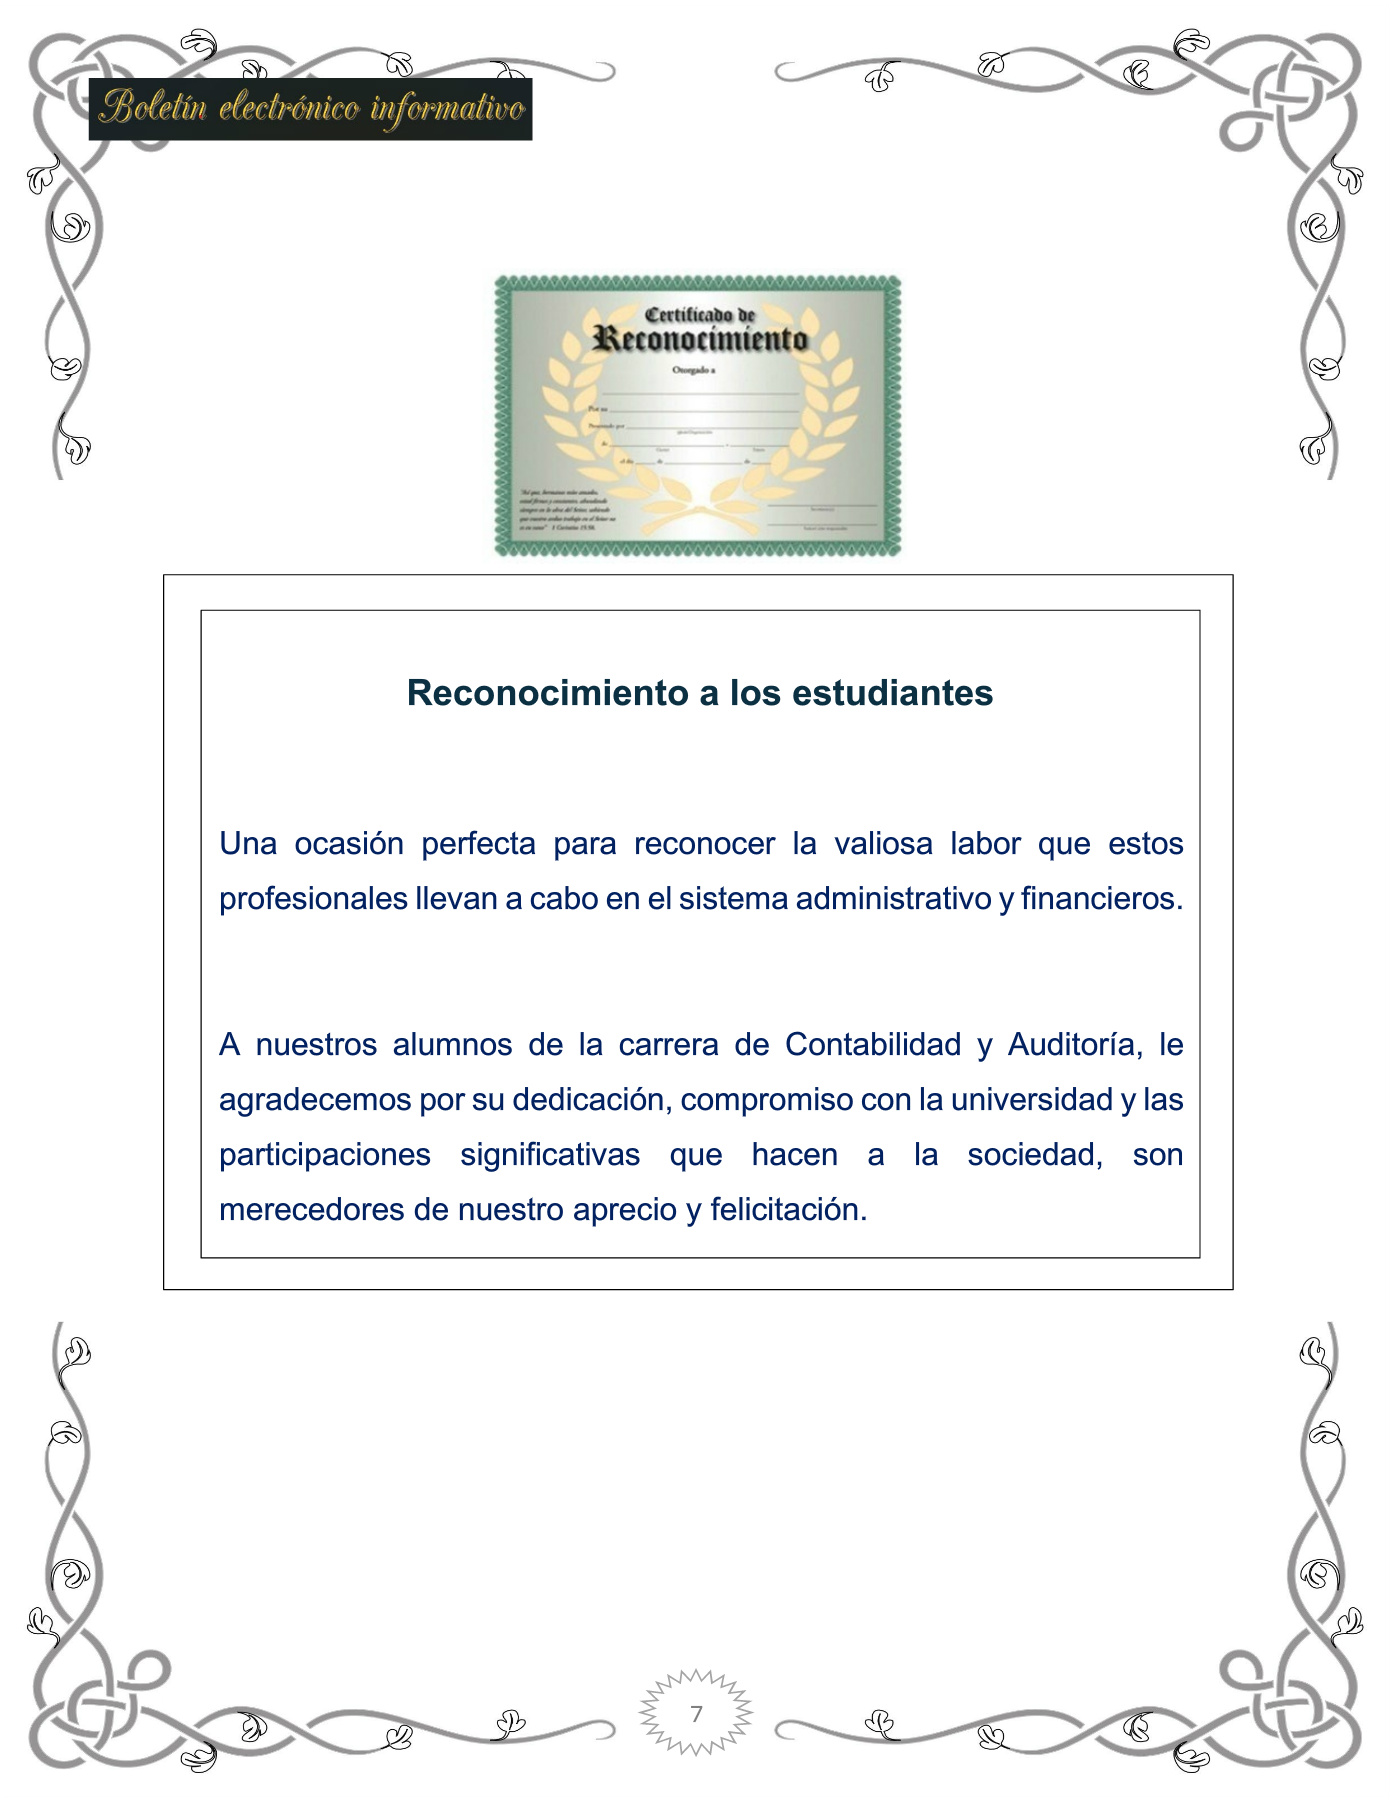 Boletín electrónico informativo
Certificado de
Reconocimiento
Otorgado a
Reconocimiento a los estudiantes
Una ocasión perfecta para reconocer la valiosa labor que estos
profesionales llevan a cabo en el sistema administrativo y financieros.
A nuestros alumnos de la carrera de Contabilidad y Auditoría, le
agradecemos por su dedicación, compromiso con la universidad y las
participaciones significativas que hacen a la sociedad, son
merecedores de nuestro aprecio y felicitación.
7